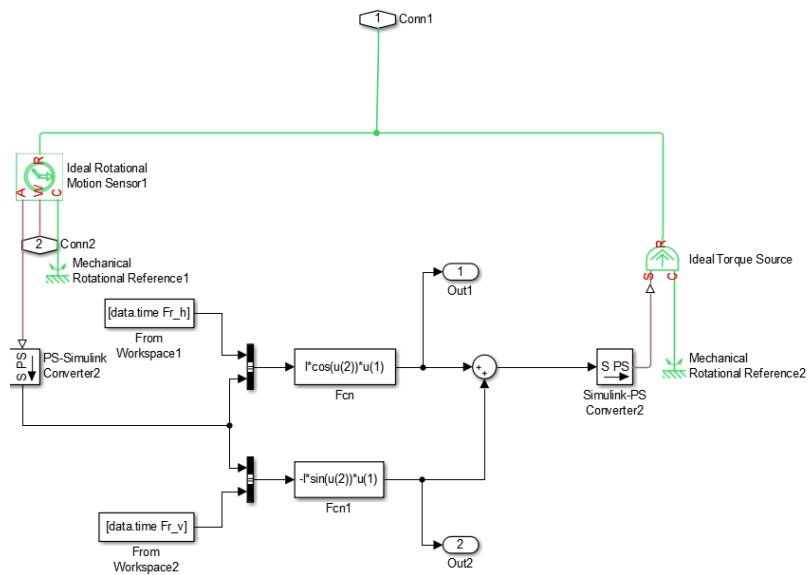 1
Conn1
R
Ideal Rotational
Motion Sensor1
A
W
C
2
Conn2
Mechanical
Rotational Reference1
R
Ideal Torque Source
S
C
[data.time Fr_h]
From
Workspace1
1
Out1
S PS
PS-Simulink
Converter2
l*cos(u(2))*u(1)
Fcn
+
+
S PS
Simulink-PS
Converter2
Mechanical
Rotational Reference2
-l*sin(u(2))*u(1)
Fcn1
[data.time Fr_v]
From
Workspace2
2
Out2